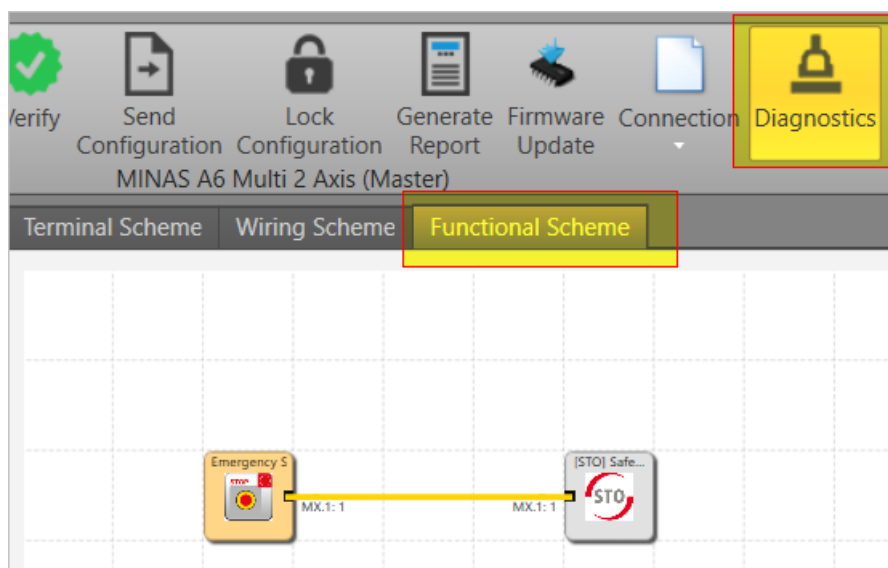 Verify Send Configuration Lock Configuration Generate Report Firmware Update Connection Diagnostics
MINAS A6 Multi 2 Axis (Master)
Terminal Scheme Wiring Scheme Functional Scheme
Emergency S
STOP
MX.1: 1
[STO] Safe...
STO
MX.1: 1